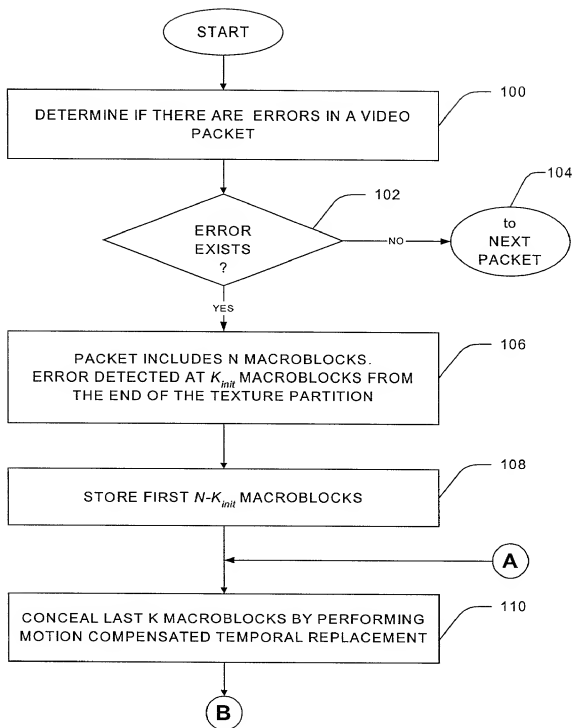 START
DETERMINE IF THERE ARE ERRORS IN A VIDEO
PACKET
100
ERROR
EXISTS
?
102
NO
to
NEXT
PACKET
104
YES
PACKET INCLUDES N MACROBLOCKS.
ERROR DETECTED AT Kinit MACROBLOCKS FROM
THE END OF THE TEXTURE PARTITION
106
STORE FIRST N-Kinit MACROBLOCKS
108
A
CONCEAL LAST K MACROBLOCKS BY PERFORMING
MOTION COMPENSATED TEMPORAL REPLACEMENT
110
B